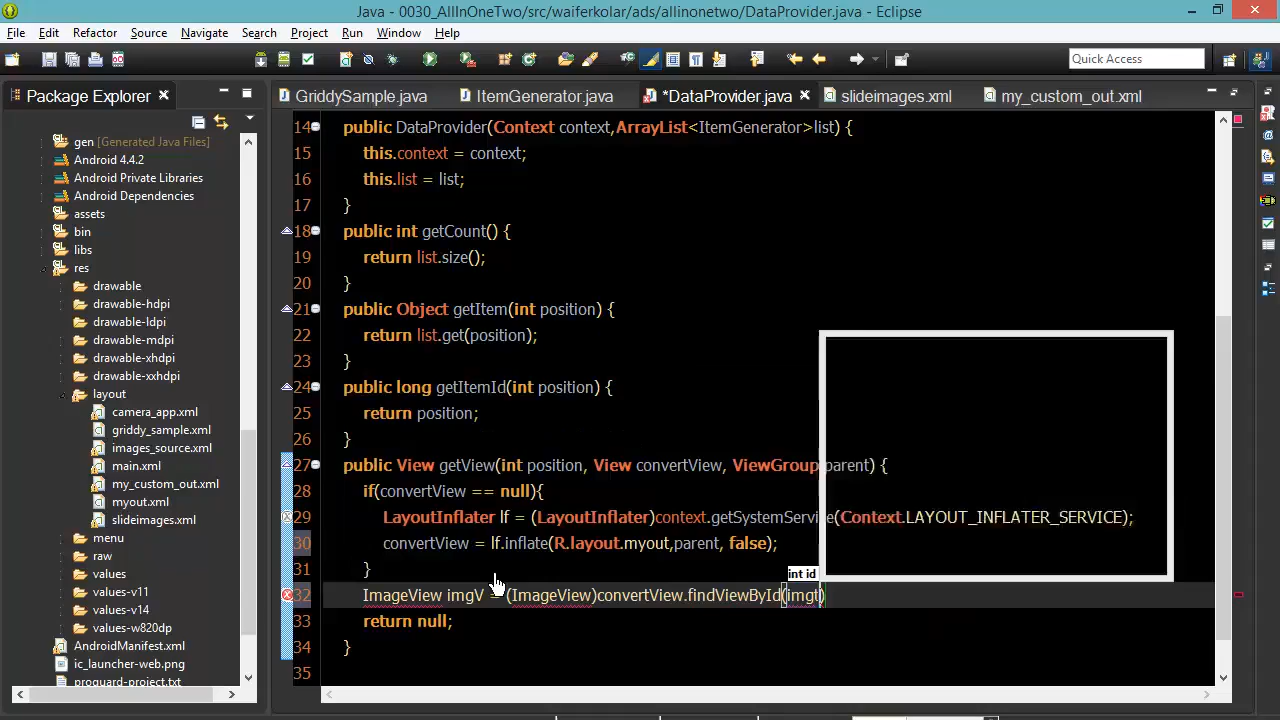 Java - 0030_AllInOneTwo/src/waiferkolar/ads/allinonetwo/DataProvider.java - Eclipse
File Edit Refactor Source Navigate Search Project Run Window Help
Quick Access
Package Explorer
GriddySample.java ItemGenerator.java *DataProvider.java slideimages.xml my_custom_out.xml
gen [Generated Java Files]
Android 4.4.2
Android Private Libraries
Android Dependencies
assets
bin
libs
res
drawable
drawable-hdpi
drawable-ldpi
drawable-mdpi
drawable-xhdpi
drawable-xxhdpi
layout
camera_app.xml
griddy_sample.xml
images_source.xml
main.xml
my_custom_out.xml
myout.xml
slideimages.xml
menu
raw
values
values-v11
values-v14
values-w820dp
AndroidManifest.xml
ic_launcher-web.png
proguard-project.txt
14 public DataProvider(Context context,ArrayList<ItemGenerator>list) {
15 this.context = context;
16 this.list = list;
17 }
18 public int getCount() {
19 return list.size();
20 }
21 public Object getItem(int position) {
22 return list.get(position);
23 }
24 public long getItemId(int position) {
25 return position;
26 }
27 public View getView(int position, View convertView, ViewGroup parent) {
28 if(convertView == null){
29 LayoutInflater lf = (LayoutInflater)context.getSystemService(Context.LAYOUT_INFLATER_SERVICE);
30 convertView = lf.inflate(R.layout.myout,parent, false);
31 }
int id
32 ImageView imgV = (ImageView)convertView.findViewById(imgt)
33 return null;
34 }
35